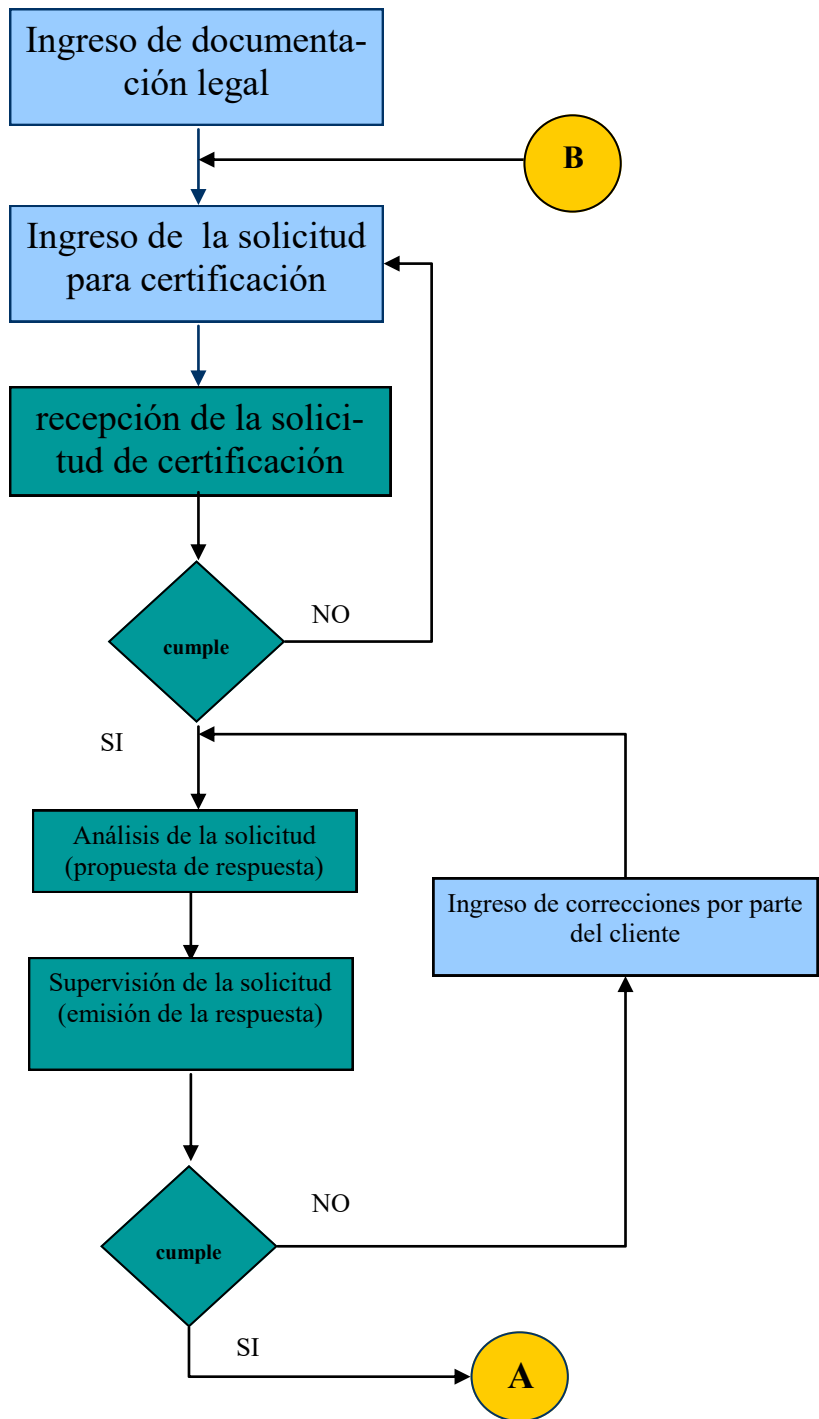 Ingreso de documenta-
ción legal
B
Ingreso de  la solicitud
para certificación
recepción de la solici-
tud de certificación
NO
cumple
SI
Análisis de la solicitud
(propuesta de respuesta)
Ingreso de correcciones por parte
del cliente
Supervisión de la solicitud
(emisión de la respuesta)
NO
cumple
SI
A